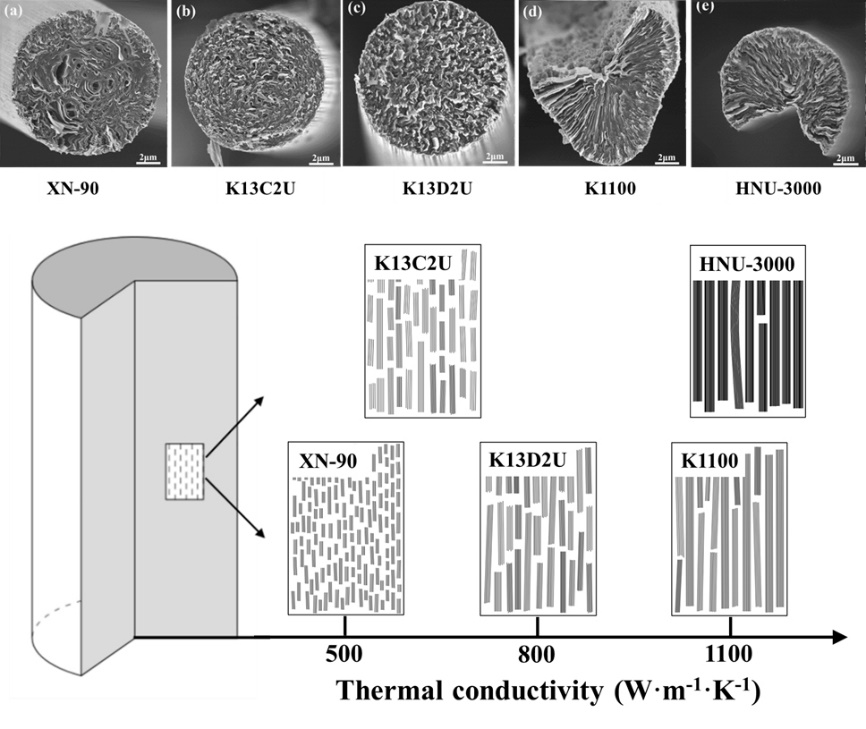 (a) (b) (c) (d) (e)
2μm 2μm 2μm 2μm 2μm
XN-90 K13C2U K13D2U K1100 HNU-3000
K13C2U HNU-3000
XN-90 K13D2U K1100
500 800 1100
Thermal conductivity (W·m⁻¹·K⁻¹)